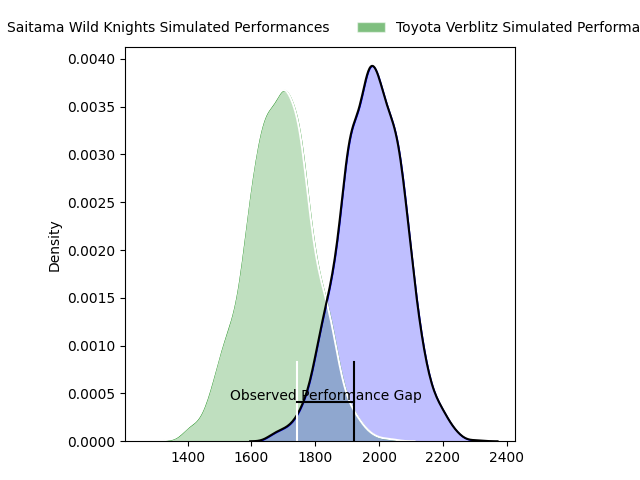 Saitama Wild Knights Simulated Performances
Toyota Verblitz Simulated Performa
0.0040
0.0035
0.0030
0.0025
0.0020
0.0015
0.0010
0.0005
0.0000
Density
Observed Performance Gap
1400 1600 1800 2000 2200 2400